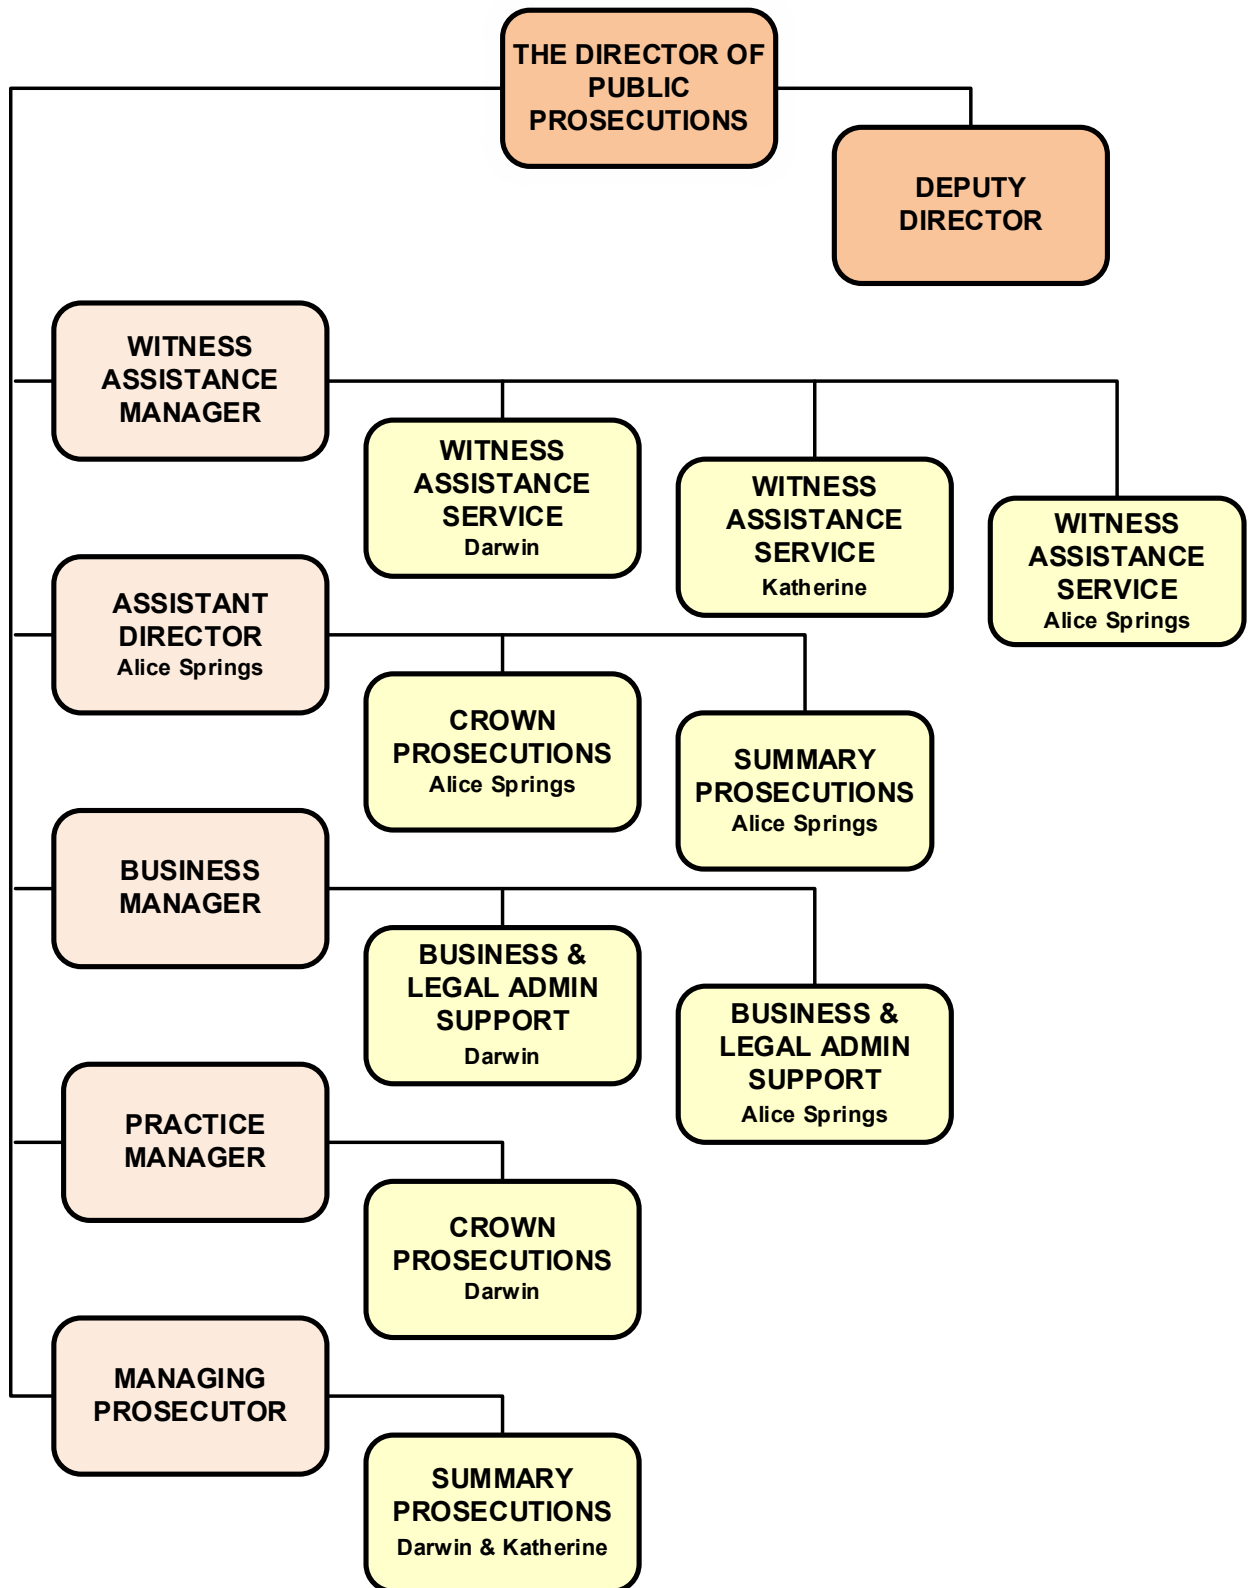 THE DIRECTOR OF
PUBLIC
PROSECUTIONS
DEPUTY
DIRECTOR
WITNESS
ASSISTANCE
MANAGER
WITNESS
ASSISTANCE
SERVICE
Darwin
WITNESS
ASSISTANCE
SERVICE
Katherine
WITNESS
ASSISTANCE
SERVICE
Alice Springs
ASSISTANT
DIRECTOR
Alice Springs
CROWN
PROSECUTIONS
Alice Springs
SUMMARY
PROSECUTIONS
Alice Springs
BUSINESS
MANAGER
BUSINESS &
LEGAL ADMIN
SUPPORT
Darwin
BUSINESS &
LEGAL ADMIN
SUPPORT
Alice Springs
PRACTICE
MANAGER
CROWN
PROSECUTIONS
Darwin
MANAGING
PROSECUTOR
SUMMARY
PROSECUTIONS
Darwin & Katherine